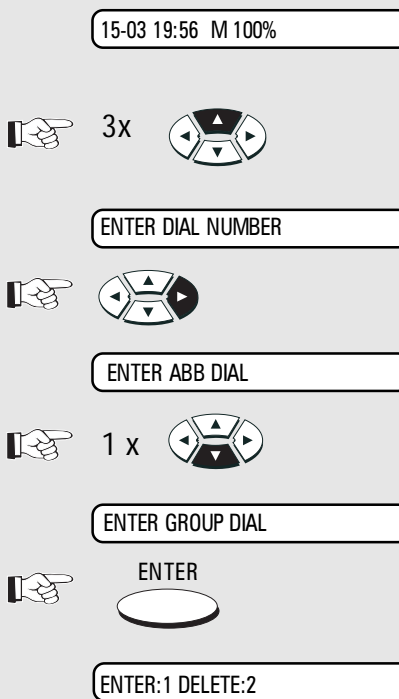 15-03 19:56 M 100%
3x
ENTER DIAL NUMBER
ENTER ABB DIAL
1 x
ENTER GROUP DIAL
ENTER
ENTER:1 DELETE:2